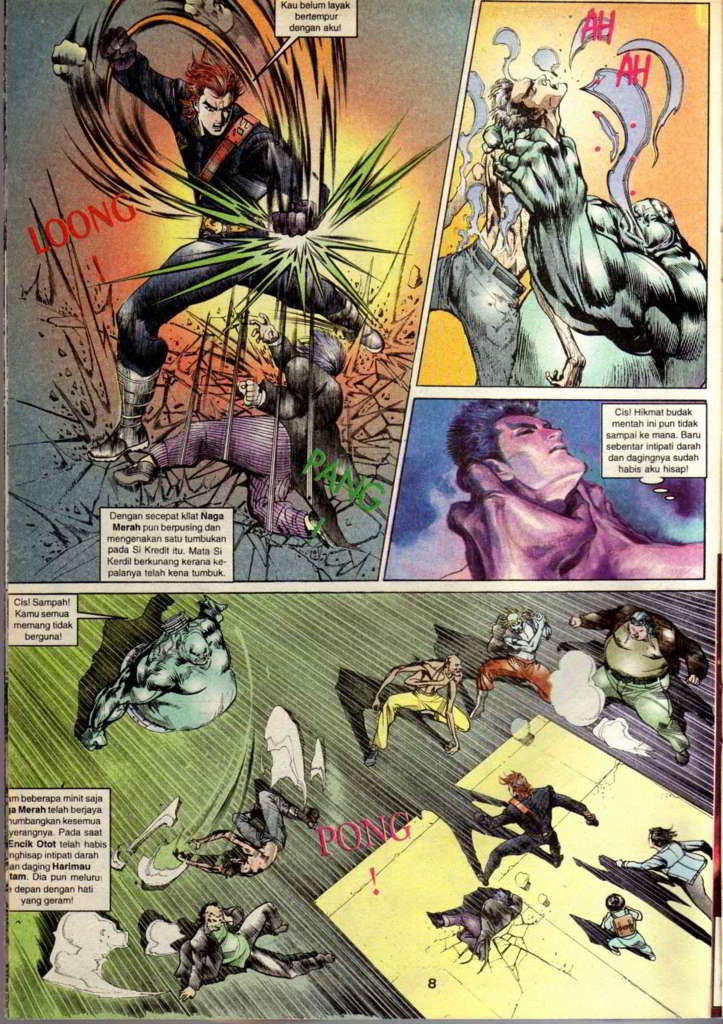 Kau belum layak
bertempur
dengan aku!
AH
AH
LOONG
!
PANG
!
Dengan secepat kilat Naga
Merah pun berpusing dan
mengenakan satu tumbukan
pada Si Kredit itu. Mata Si
Kerdil berkunang kerana ke-
palanya telah kena tumbuk.
Cis! Hikmat budak
mentah ini pun tidak
sampai ke mana. Baru
sebentar intipati darah
dan dagingnya sudah
habis aku hisap!
Cis! Sampah!
Kamu semua
memang tidak
berguna!
beberapa minit saja
Merah telah berjaya
kesemua
Pada saat
Encik Otot telah habis
intipati darah
daging Harimau
Dia pun meluru
depan dengan hati
yang geram!
PONG
!
8